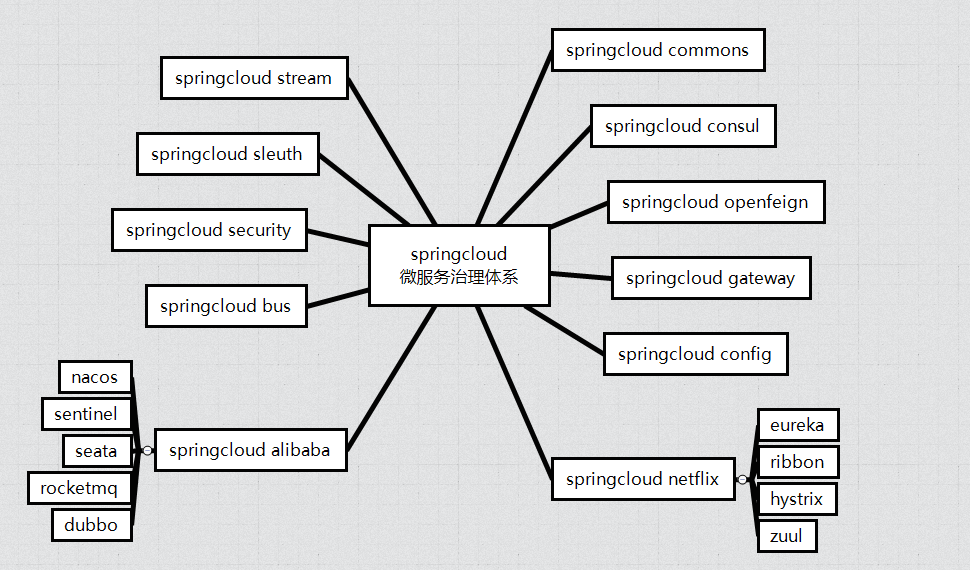 springcloud commons
springcloud stream
springcloud consul
springcloud sleuth
springcloud openfeign
springcloud security
springcloud
微服务治理体系
springcloud gateway
springcloud bus
springcloud config
nacos
sentinel
seata
rocketmq
dubbo
springcloud alibaba
springcloud netflix
eureka
ribbon
hystrix
zuul